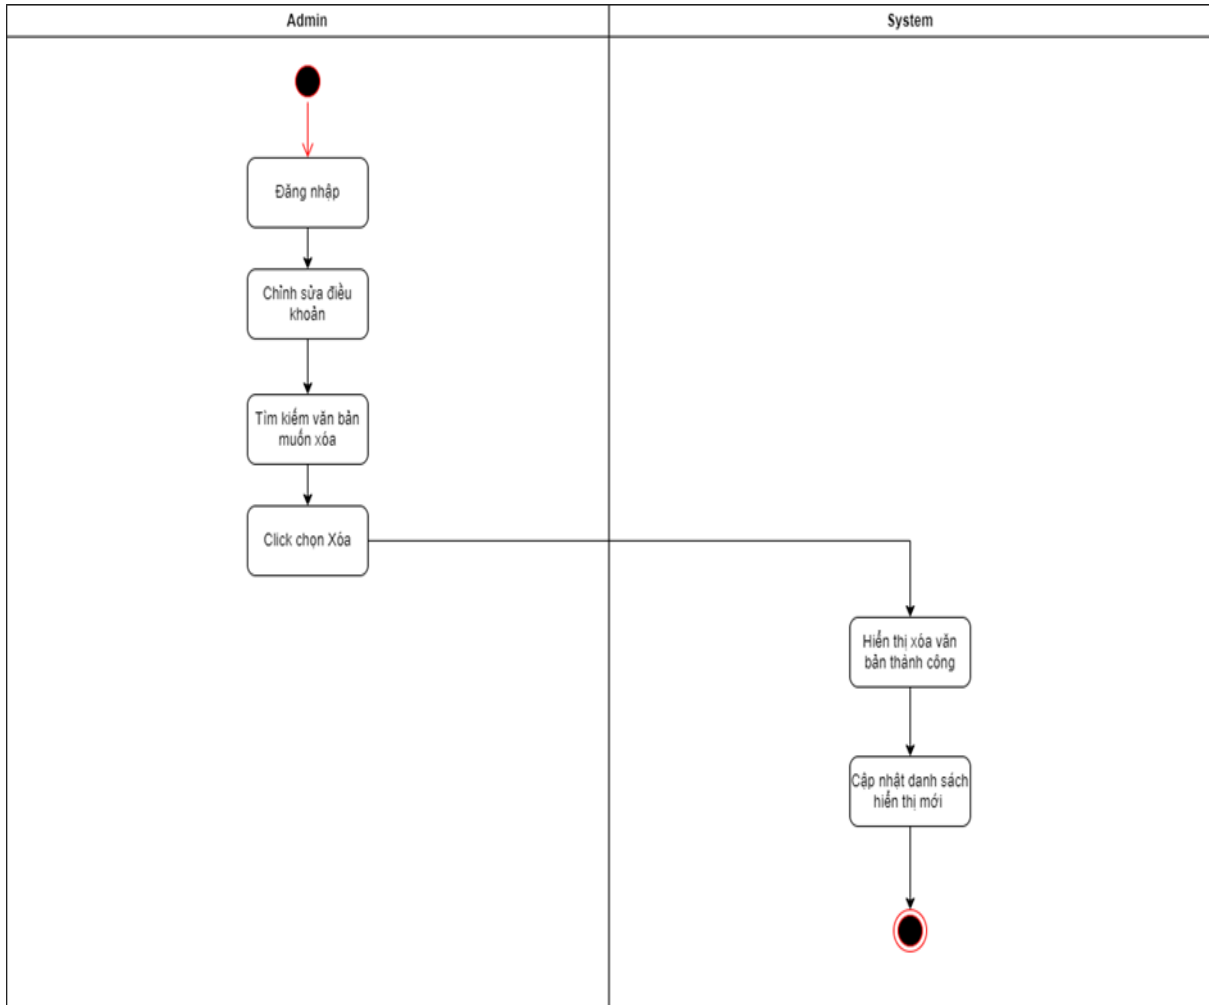 Admin
System
Đăng nhập
Chỉnh sửa điều
khoản
Tìm kiếm văn bản
muốn xóa
Click chọn Xóa
Hiển thị xóa văn
bản thành công
Cập nhật danh sách
hiển thị mới